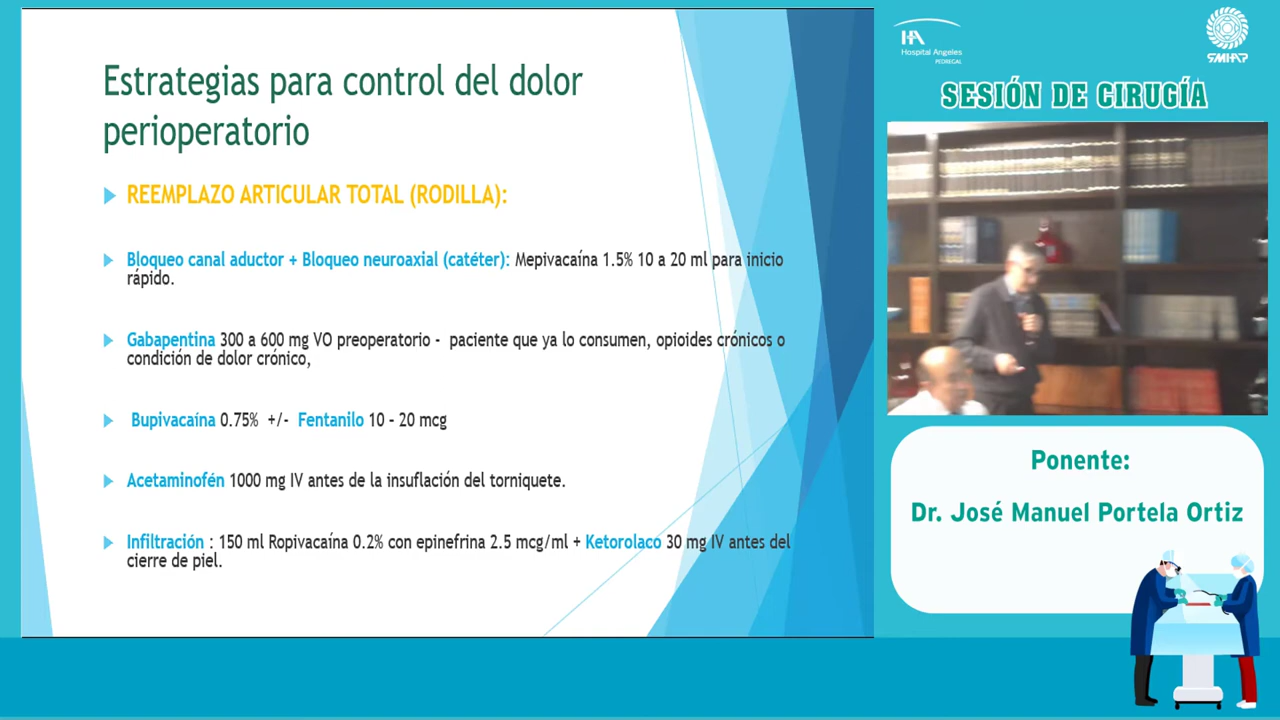 Estrategias para control del dolor
perioperatorio
REEMPLAZO ARTICULAR TOTAL (RODILLA):
Bloqueo canal aductor + Bloqueo neuroaxial (catéter): Mepivacaína 1.5% 10 a 20 ml para inicio
rápido.
Gabapentina 300 a 600 mg VO preoperatorio - paciente que ya lo consumen, opioides crónicos o
condición de dolor crónico,
Bupivacaína 0.75% +/- Fentanilo 10 – 20 mcg
Acetaminofén 1000 mg IV antes de la insuflación del torniquete.
Infiltración : 150 ml Ropivacaína 0.2% con epinefrina 2.5 mcg/ml + Ketorolaco 30 mg IV antes del
cierre de piel.
HA
Hospital Angeles
PEDREGAL
SMHAP
SESIÓN DE CIRUGÍA
Ponente:
Dr. José Manuel Portela Ortiz